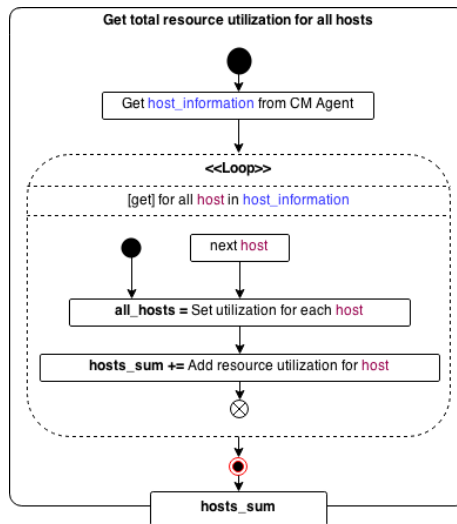 Get total resource utilization for all hosts
Get host_information from CM Agent
<<Loop>>
[get] for all host in host_information
next host
all_hosts = Set utilization for each host
hosts_sum += Add resource utilization for host
hosts_sum